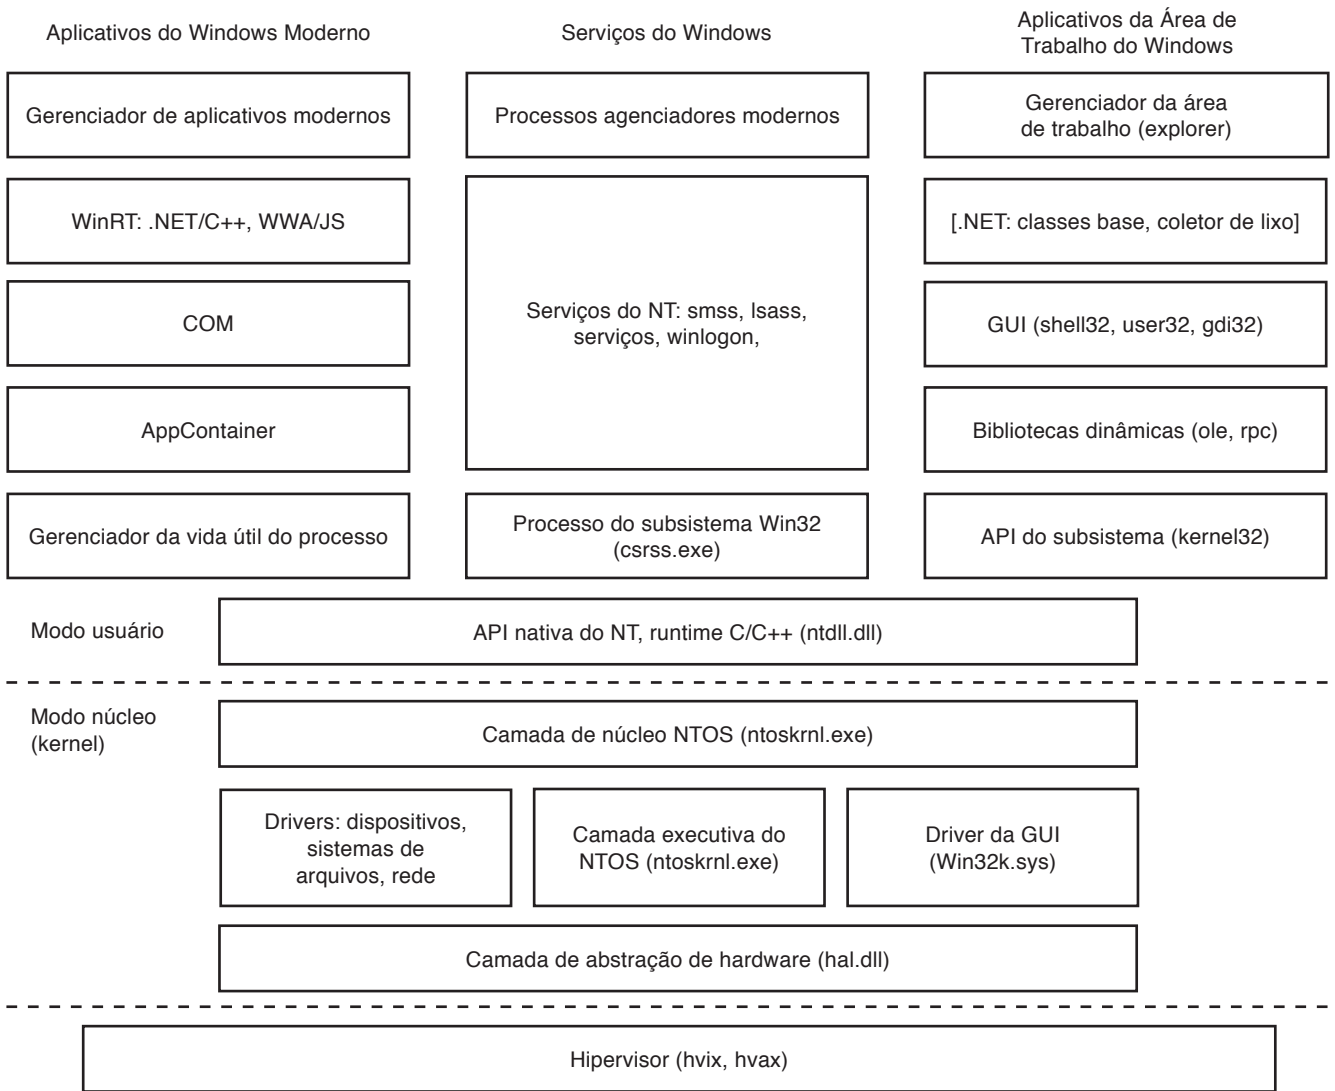 Aplicativos do Windows Moderno
Serviços do Windows
Aplicativos da Área de
Trabalho do Windows
Gerenciador de aplicativos modernos
Processos agenciadores modernos
Gerenciador da área
de trabalho (explorer)
WinRT: .NET/C++, WWA/JS
Serviços do NT: smss, lsass,
serviços, winlogon,
[.NET: classes base, coletor de lixo]
COM
GUI (shell32, user32, gdi32)
AppContainer
Bibliotecas dinâmicas (ole, rpc)
Gerenciador da vida útil do processo
Processo do subsistema Win32
(csrss.exe)
API do subsistema (kernel32)
Modo usuário
API nativa do NT, runtime C/C++ (ntdll.dll)
Modo núcleo
(kernel)
Camada de núcleo NTOS (ntoskrnl.exe)
Drivers: dispositivos,
sistemas de
arquivos, rede
Camada executiva do
NTOS (ntoskrnl.exe)
Driver da GUI
(Win32k.sys)
Camada de abstração de hardware (hal.dll)
Hipervisor (hvix, hvax)